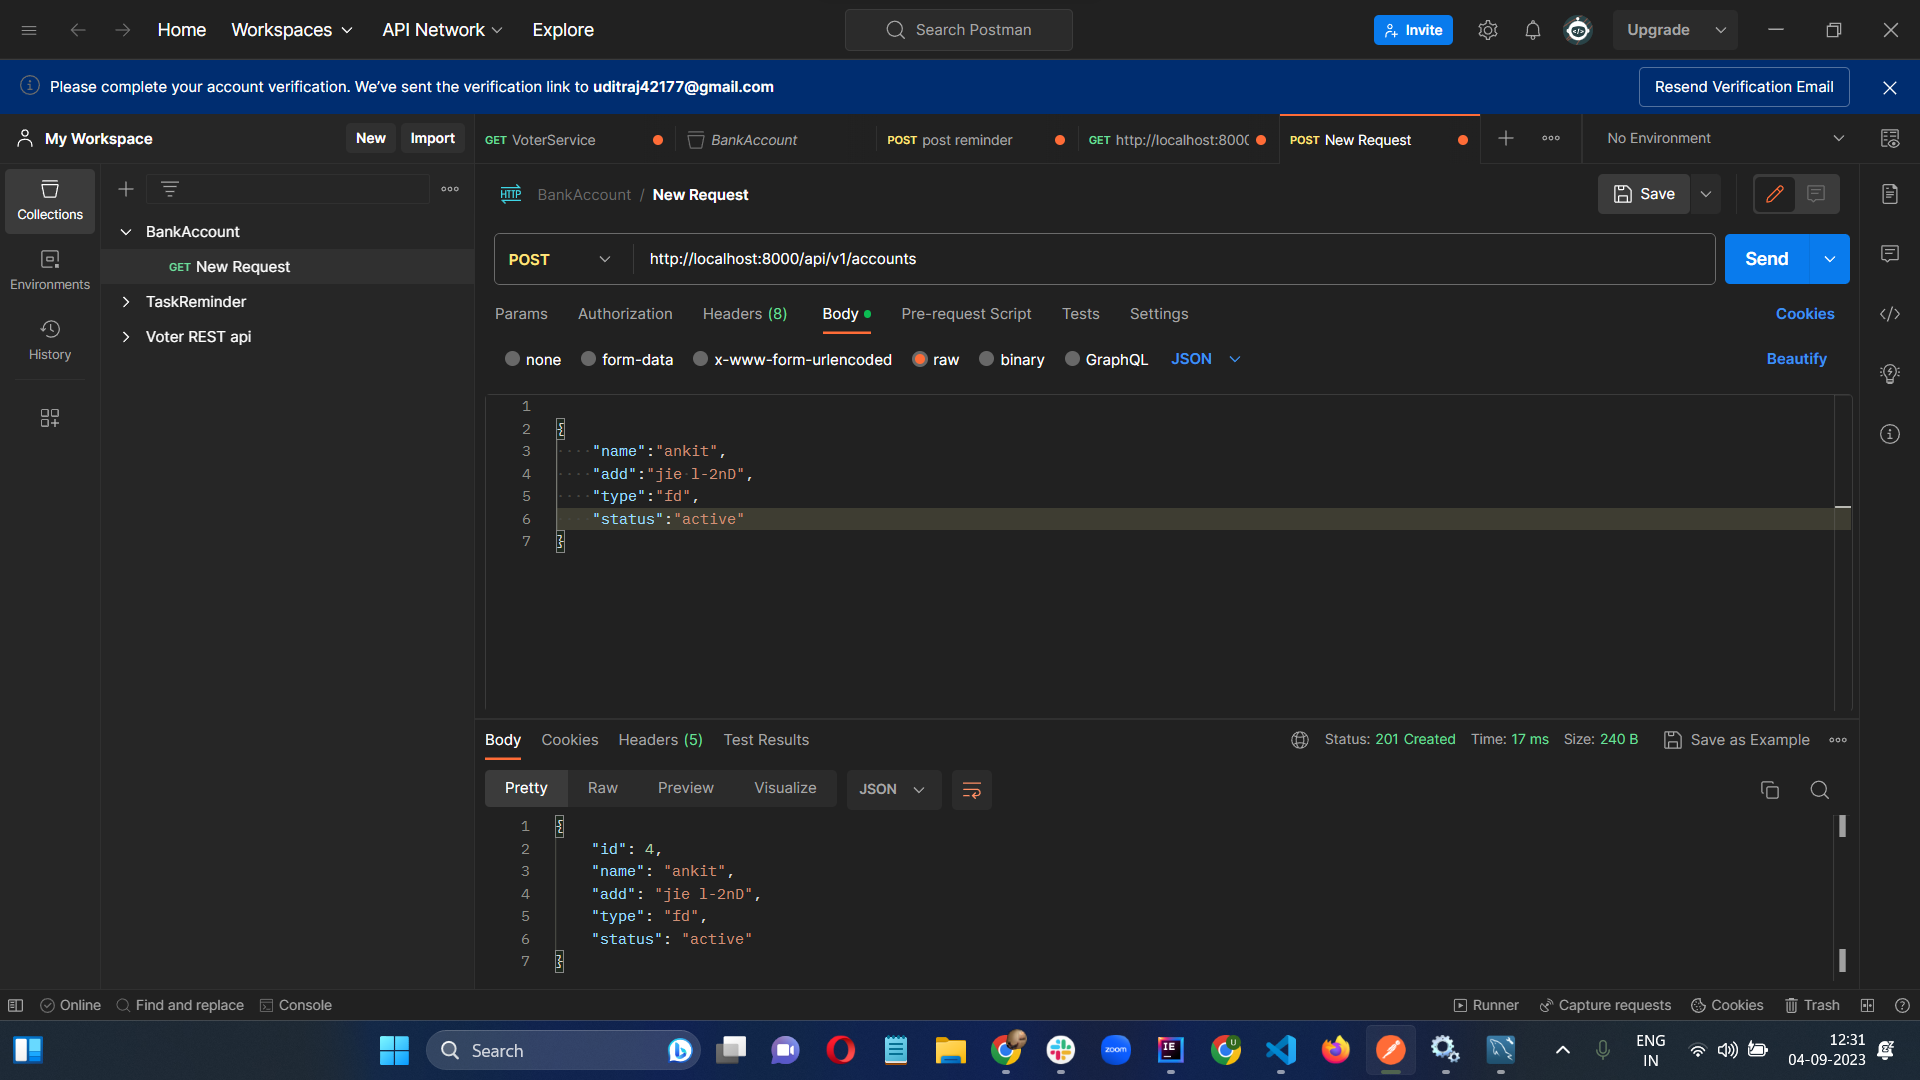 Home
Workspaces
API Network
Explore
Search Postman
Invite
Upgrade
Please complete your account verification. We've sent the verification link to uditraj42177@gmail.com
Resend Verification Email
My Workspace
New
Import
GET VoterService
BankAccount
POST post reminder
GET http://localhost:8000
POST New Request
No Environment
Collections
Environments
History
BankAccount
GET New Request
TaskReminder
Voter REST api
HTTP
BankAccount / New Request
Save
POST
http://localhost:8000/api/v1/accounts
Send
Params
Authorization
Headers (8)
Body
Pre-request Script
Tests
Settings
Cookies
none
form-data
x-www-form-urlencoded
raw
binary
GraphQL
JSON
Beautify
1
2 {
3 "name":"ankit",
4 "add":"jie l-2nD",
5 "type":"fd",
6 "status":"active"
7 }
Body
Cookies
Headers (5)
Test Results
Status: 201 Created
Time: 17 ms
Size: 240 B
Save as Example
Pretty
Raw
Preview
Visualize
JSON
1 {
2 "id": 4,
3 "name": "ankit",
4 "add": "jie l-2nD",
5 "type": "fd",
6 "status": "active"
7 }
Online
Find and replace
Console
Runner
Capture requests
Cookies
Trash
Search
zoom
IE
U
ENG
IN
12:31
04-09-2023